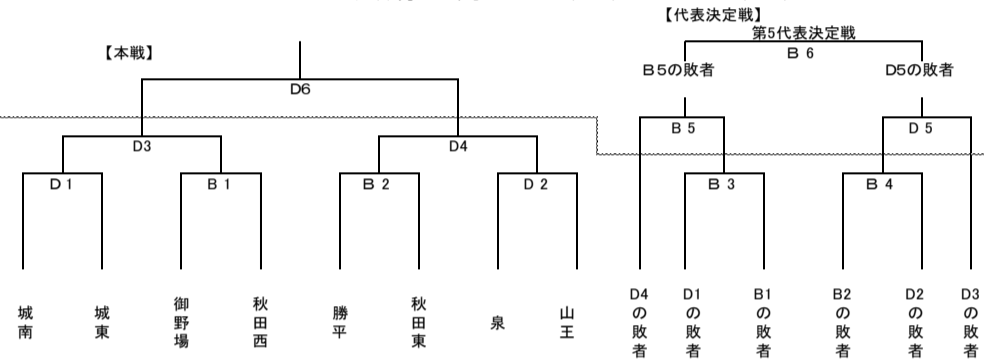 【代表決定戦】
第5代表決定戦
B 6
B5の敗者
D5の敗者
【本戦】
D6
B 5
D 5
D3
D4
D 1
B 1
B 2
D 2
B 3
B 4
城南
城東
御野場
秋田西
勝平
秋田東
泉
山王
D4の敗者
D1の敗者
B1の敗者
B2の敗者
D2の敗者
D3の敗者